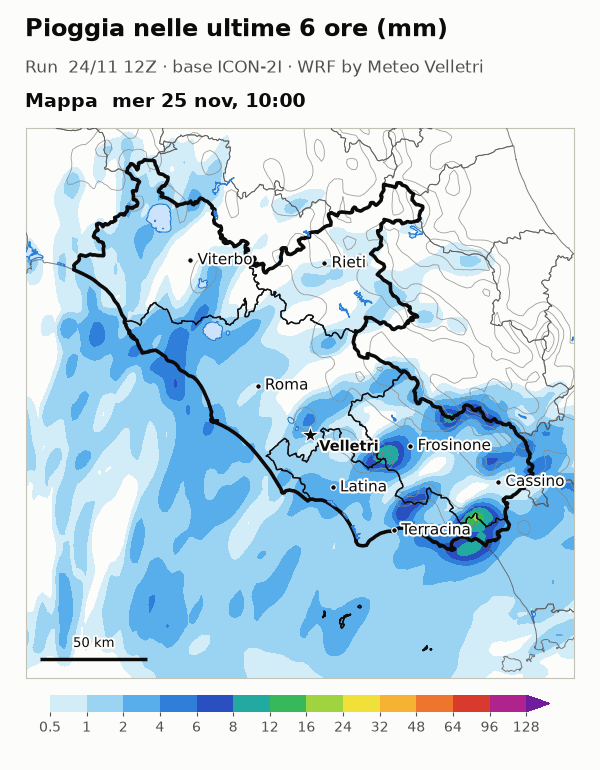 Pioggia nelle ultime 6 ore (mm)
Run  24/11 12Z · base ICON-2I · WRF by Meteo Velletri
Mappa  mer 25 nov, 10:00
Viterbo
Rieti
Roma
Velletri
Frosinone
Latina
Cassino
Terracina
50 km
0.5 1 2 4 6 8 12 16 24 32 48 64 96 128